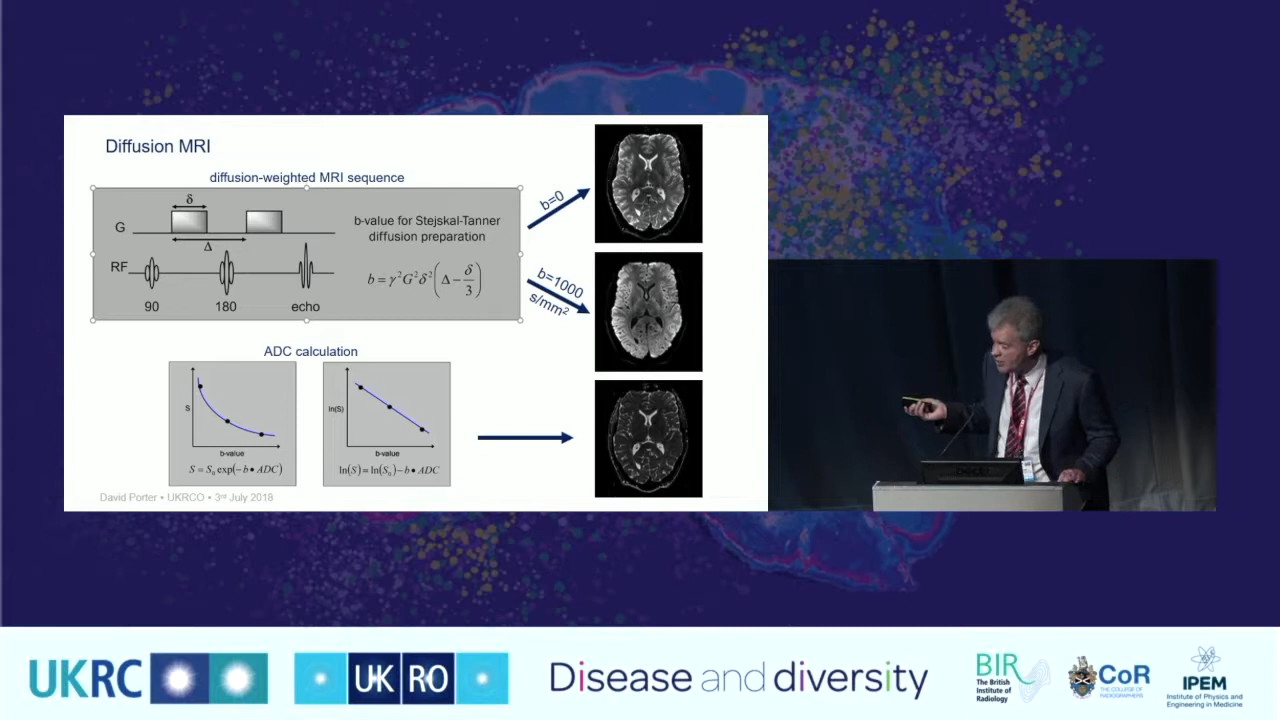 Diffusion MRI
diffusion-weighted MRI sequence
δ
G
Δ
RF
90
180
echo
b-value for Stejskal-Tanner
diffusion preparation
b = γ²G²δ²(Δ − δ/3)
b=0
b=1000
s/mm²
ADC calculation
S
b-value
S = S₀ exp(−b • ADC)
ln(S)
b-value
ln(S) = ln(S₀) − b • ADC
David Porter • UKRCO • 3rd July 2018
UKRC
UK RO
Disease and diversity
BIR
The British
Institute of
Radiology
CoR
THE COLLEGE OF
RADIOGRAPHERS
IPEM
Institute of Physics and
Engineering in Medicine